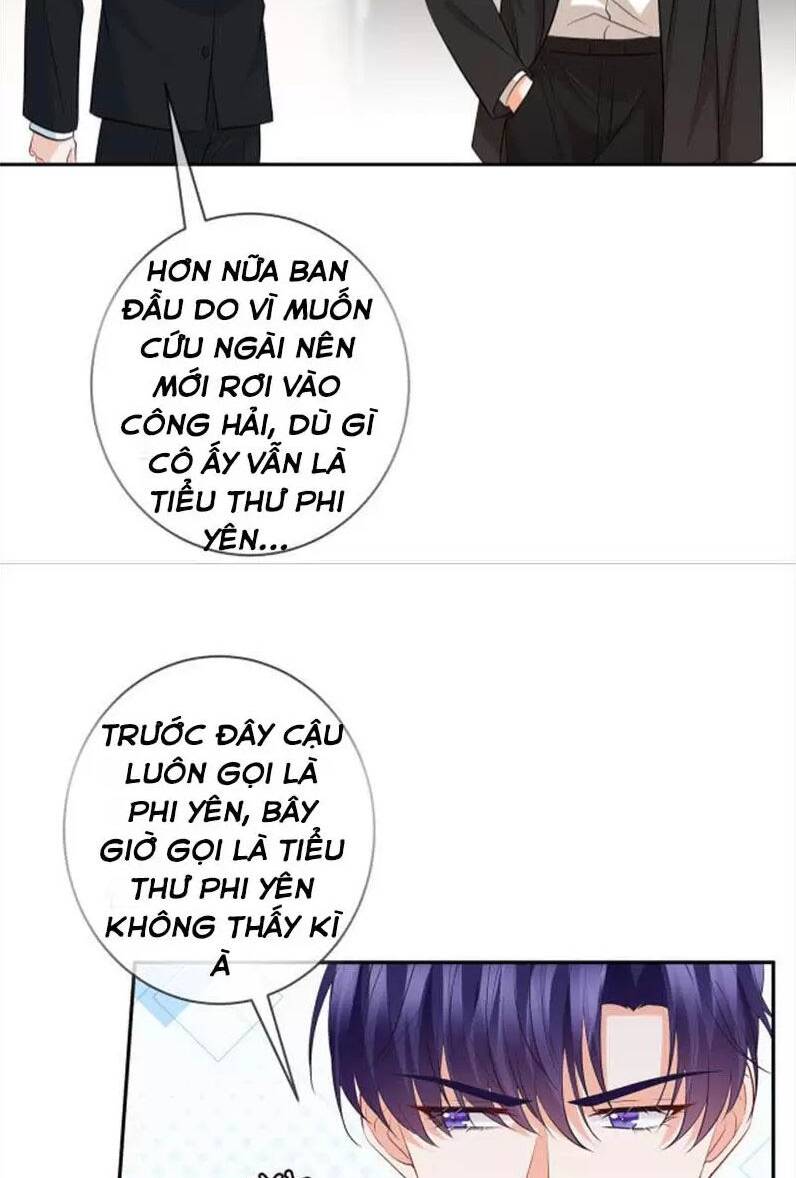 HƠN NỮA BAN
ĐẦU DO VÌ MUỐN
CỨU NGÀI NÊN
MỚI RƠI VÀO
CÔNG HẢI, DÙ GÌ
CÔ ẤY VẪN LÀ
TIỂU THƯ PHI
YÊN...
TRƯỚC ĐÂY CẬU
LUÔN GỌI LÀ
PHI YÊN, BÂY
GIỜ GỌI LÀ TIỂU
THƯ PHI YÊN
KHÔNG THẤY KÌ
À